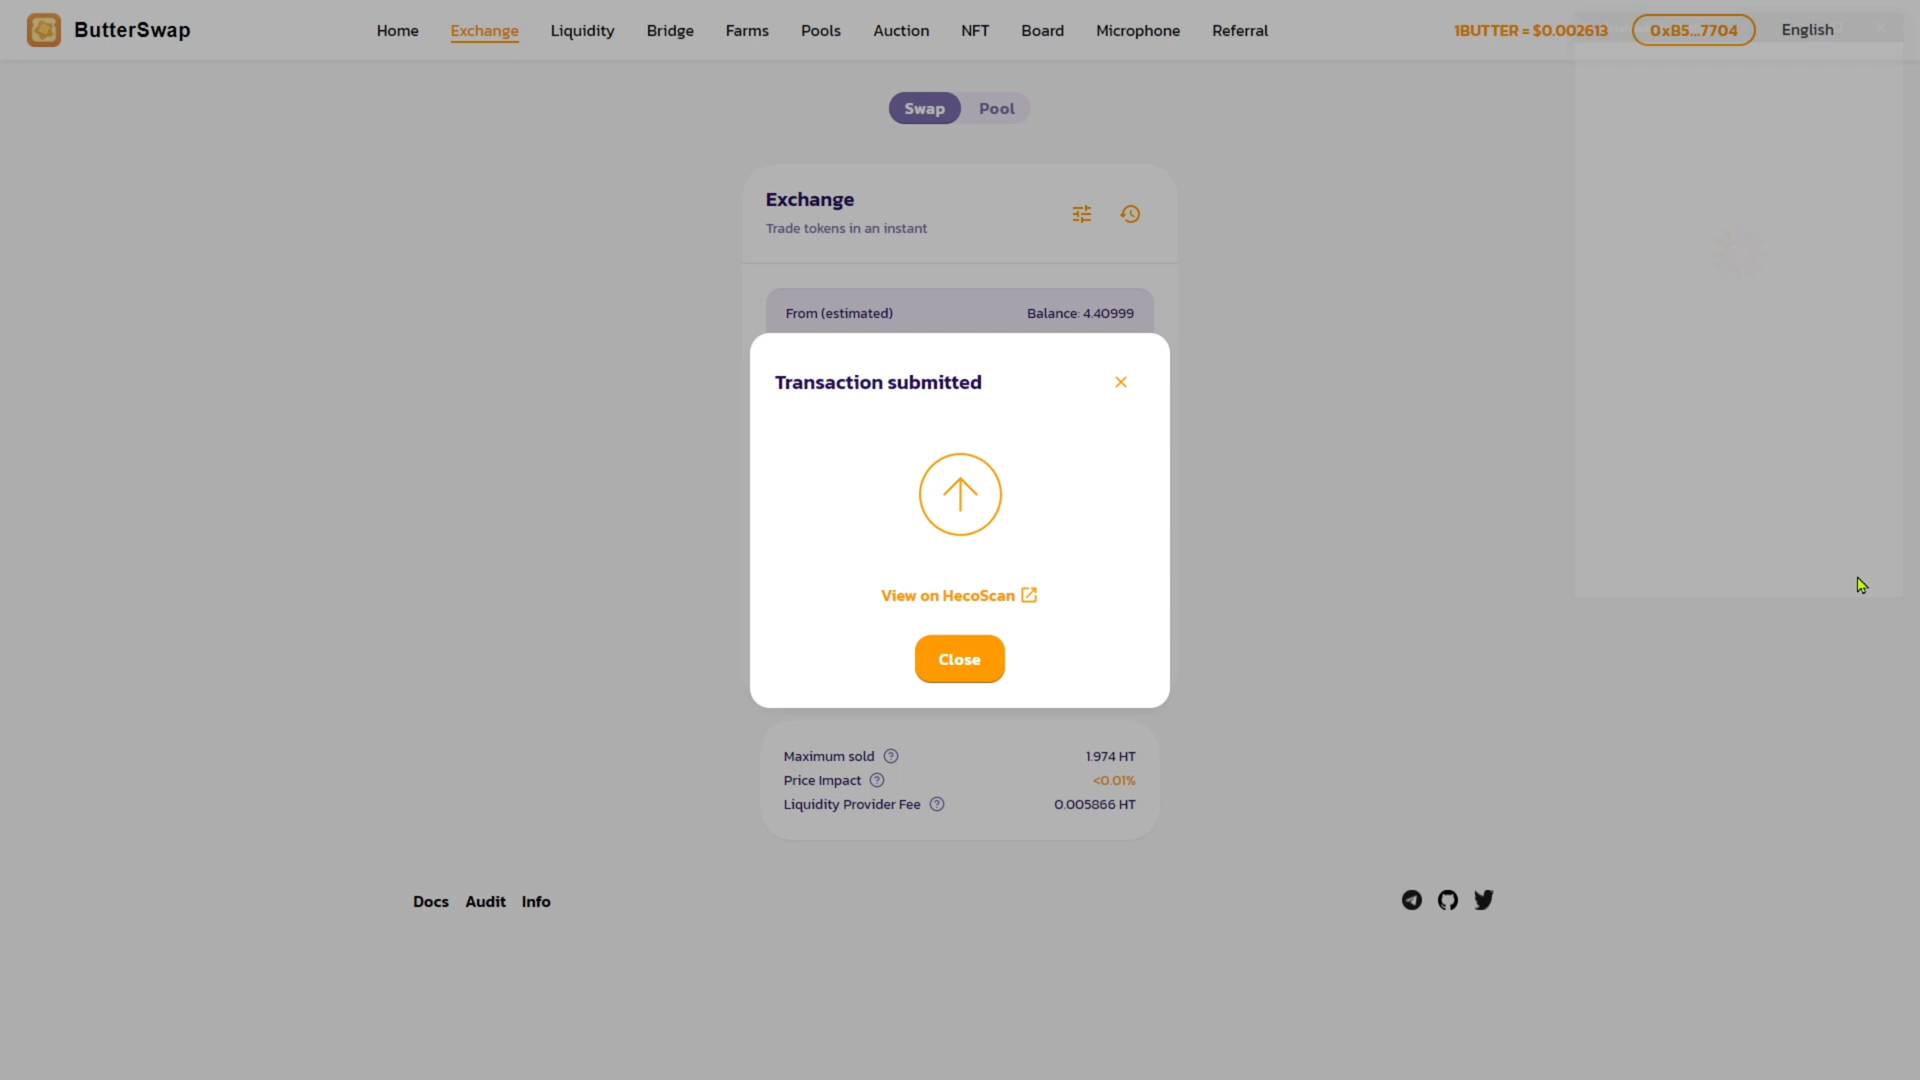 ButterSwap
Home Exchange Liquidity Bridge Farms Pools Auction NFT Board Microphone Referral
1BUTTER = $0.002613 0xB5...7704 English
Swap Pool
Exchange
Trade tokens in an instant
From (estimated) Balance: 4.40999
Transaction submitted
View on HecoScan
Close
Maximum sold 1.974 HT
Price Impact <0.01%
Liquidity Provider Fee 0.005866 HT
Docs Audit Info